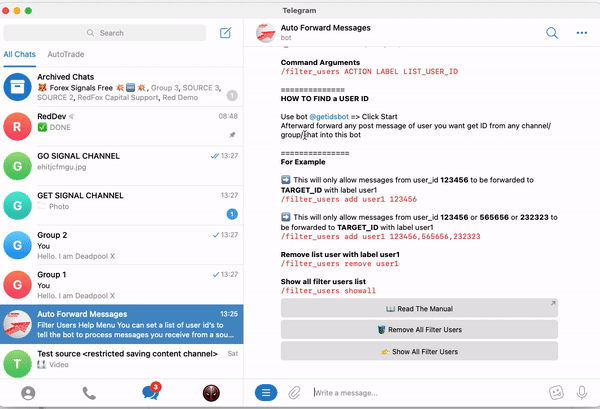 Telegram
Search
All Chats
AutoTrade
Archived Chats
🦊 Forex Signals Free 💥🆓💥, Group 3, SOURCE 3,
SOURCE 2, RedFox Capital Support, Red Demo
1
R
RedDev
08:48
✅ DONE
G
GO SIGNAL CHANNEL
13:27
ehitjcfmgu.jpg
G
GET SIGNAL CHANNEL
13:27
Photo
1
G
Group 2
13:27
You
Hello. I am Deadpool X
G
Group 1
13:27
You
Hello. I am Deadpool X
Auto Forward Messages
13:26
Filter Users Help Menu You can set a list of user id's to
tell the bot to process messages you receive from a sou...
T
Test source <restricted saving content channel>
Sat
Video
3
Auto Forward Messages
bot
Command Arguments
/filter_users ACTION LABEL LIST_USER_ID
==============
HOW TO FIND a USER ID
Use bot @getidsbot => Click Start
Afterward forward any post message of user you want get ID from any channel/
group/chat into this bot
===============
For Example
➡️ This will only allow messages from user_id 123456 to be forwarded to
TARGET_ID with label user1
/filter_users add user1 123456
➡️ This will only allow messages from user_id 123456 or 565656 or 232323 to
be forwarded to TARGET_ID with label user1
/filter_users add user1 123456,565656,232323
Remove list user with label user1
/filter_users remove user1
Show all filter users list
/filter_users showall
📖 Read The Manual
🗑 Remove All Filter Users
👉 Show All Filter Users
Write a message...